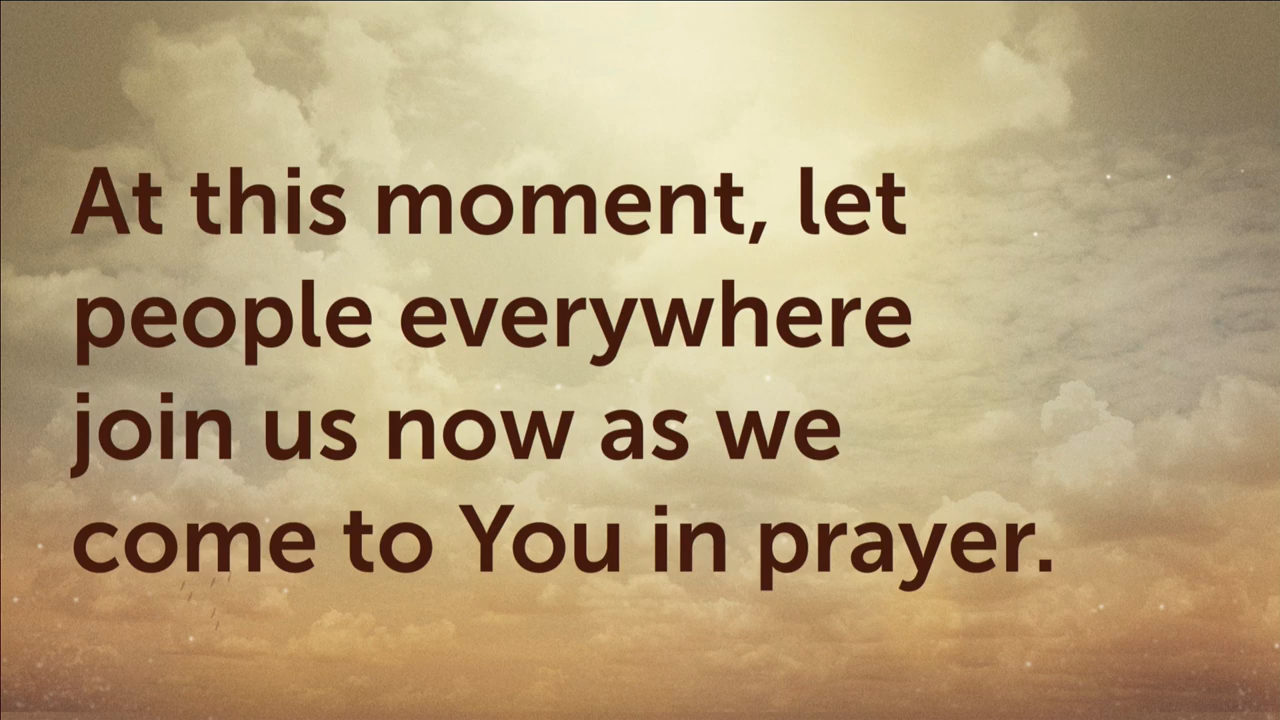 At this moment, let
people everywhere
join us now as we
come to You in prayer.